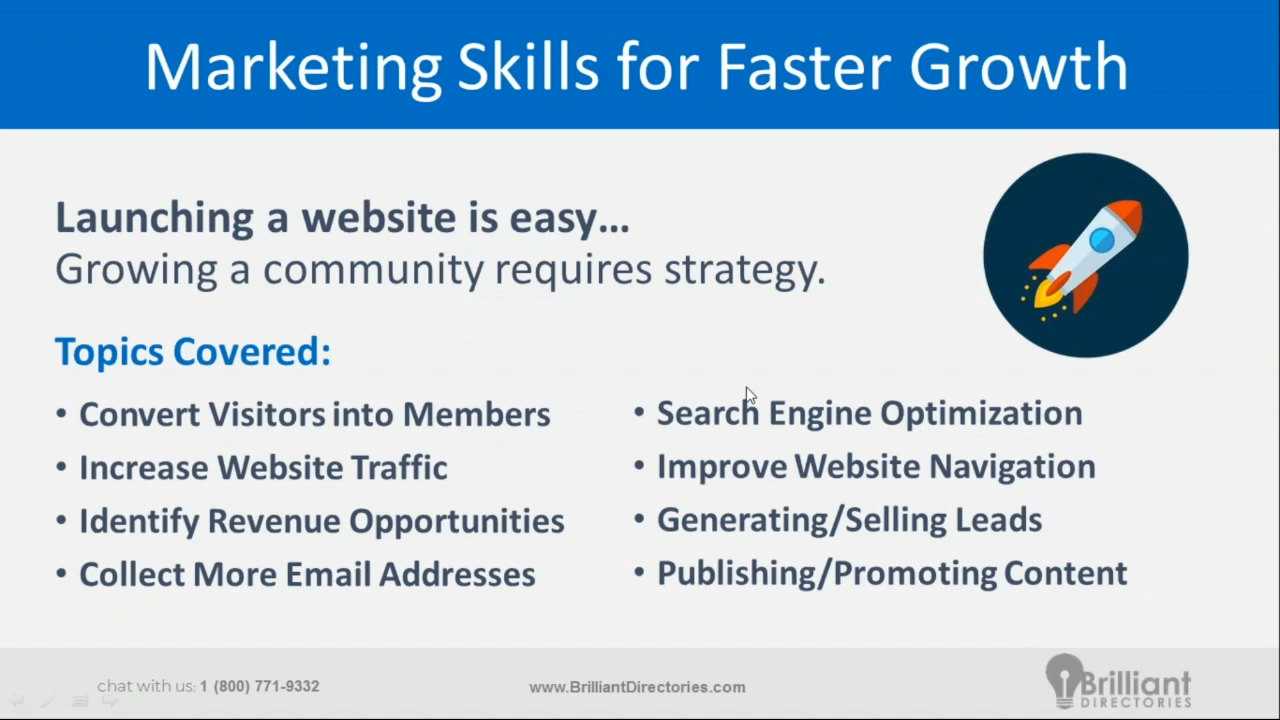 Marketing Skills for Faster Growth
Launching a website is easy...
Growing a community requires strategy.
Topics Covered:
• Convert Visitors into Members
• Increase Website Traffic
• Identify Revenue Opportunities
• Collect More Email Addresses
• Search Engine Optimization
• Improve Website Navigation
• Generating/Selling Leads
• Publishing/Promoting Content
chat with us: 1 (800) 771-9332
www.BrilliantDirectories.com
Brilliant
DIRECTORIES